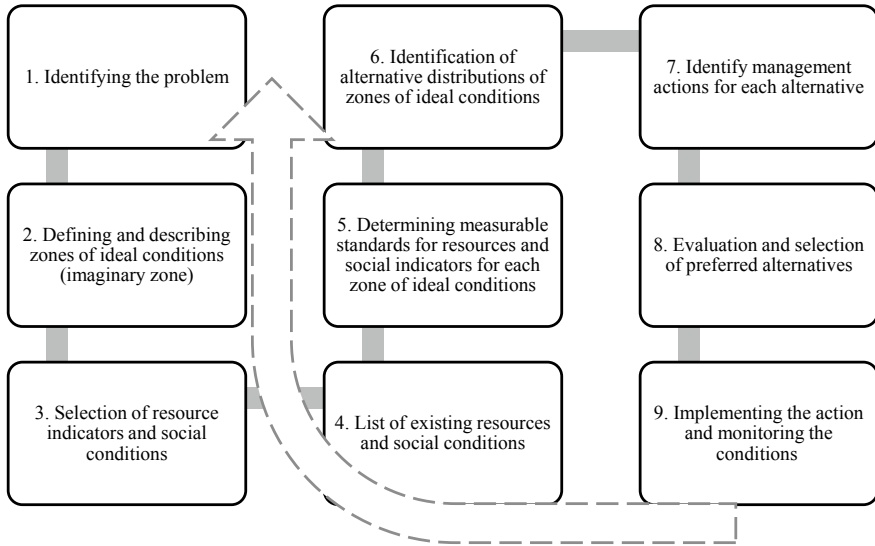 1. Identifying the problem
2. Defining and describing
zones of ideal conditions
(imaginary zone)
3. Selection of resource
indicators and social
conditions
4. List of existing resources
and social conditions
5. Determining measurable
standards for resources and
social indicators for each
zone of ideal conditions
6. Identification of
alternative distributions of
zones of ideal conditions
7. Identify management
actions for each alternative
8. Evaluation and selection
of preferred alternatives
9. Implementing the action
and monitoring the
conditions